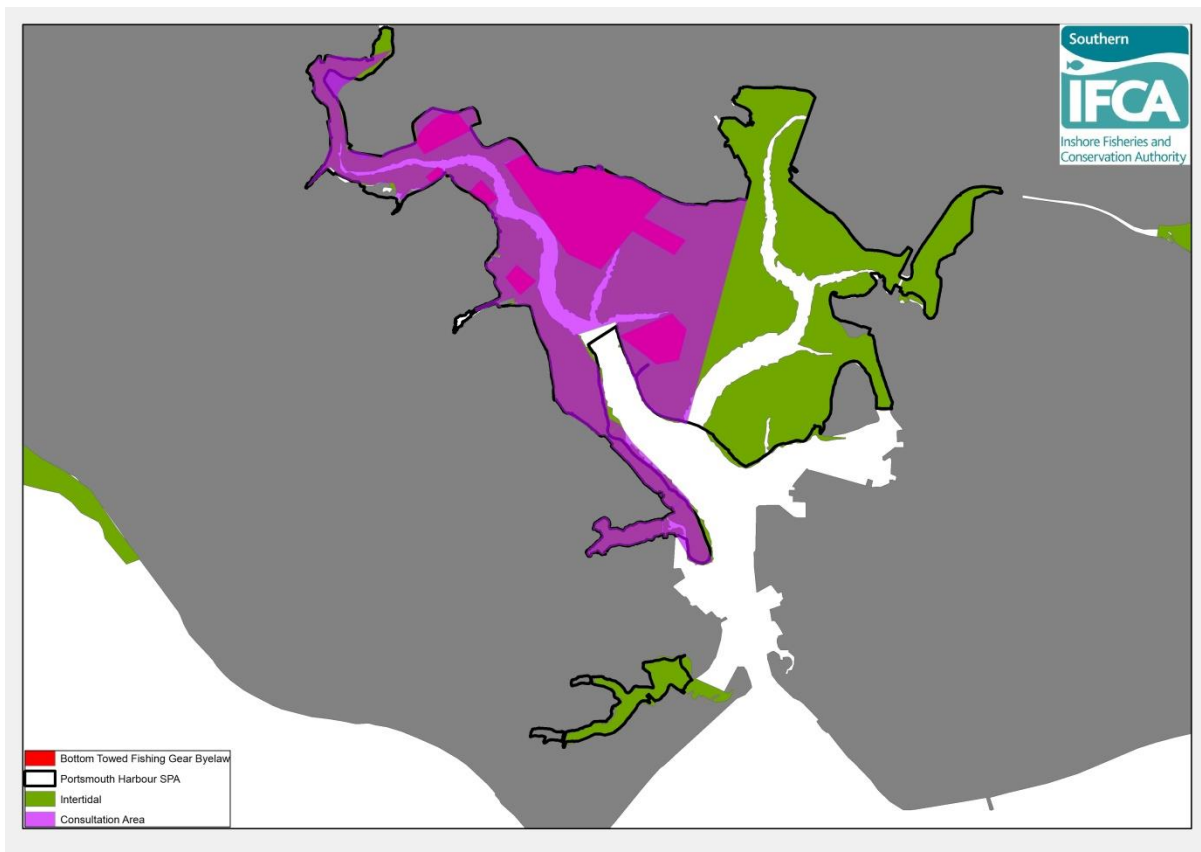 Southern
IFCA
Inshore Fisheries and
Conservation Authority
Bottom Towed Fishing Gear Byelaw
Portsmouth Harbour SPA
Intertidal
Consultation Area